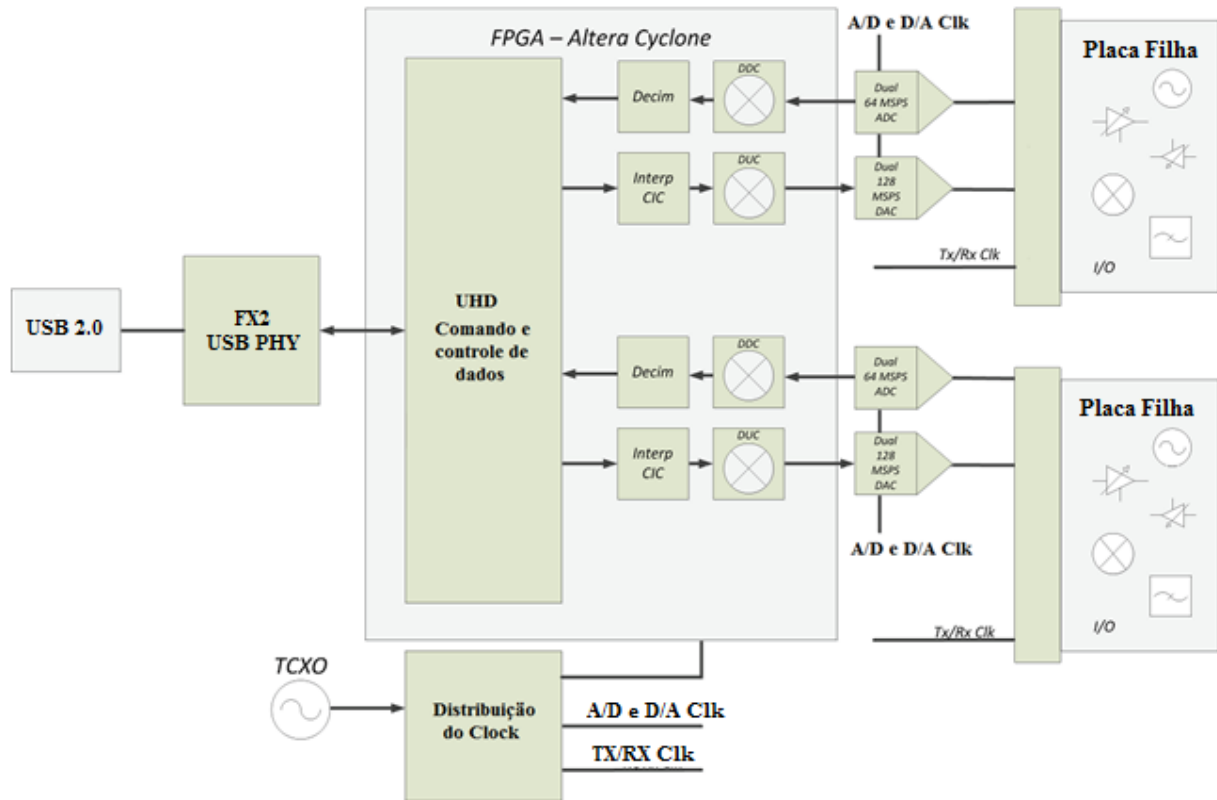 FPGA – Altera Cyclone
A/D e D/A Clk
Placa Filha
DDC
Decim
Dual
64 MSPS
ADC
Interp
CIC
DUC
Dual
128
MSPS
DAC
Tx/Rx Clk
I/O
USB 2.0
FX2
USB PHY
UHD
Comando e
controle de
dados
DDC
Decim
Dual
64 MSPS
ADC
Placa Filha
Interp
CIC
DUC
Dual
128
MSPS
DAC
A/D e D/A Clk
Tx/Rx Clk
I/O
TCXO
Distribuição
do Clock
A/D e D/A Clk
TX/RX Clk